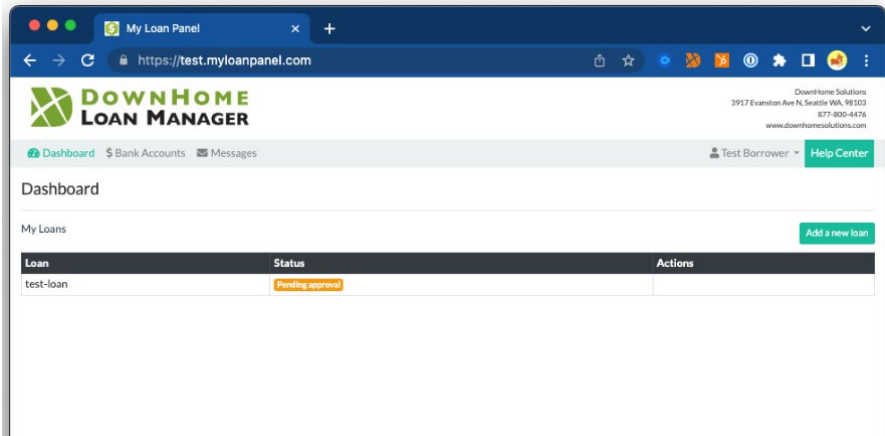 My Loan Panel
https://test.myloanpanel.com
DOWNHOME
LOAN MANAGER
DownHome Solutions
3917 Evanston Ave N, Seattle WA, 98103
877-800-4476
www.downhomesolutions.com
Dashboard $ Bank Accounts Messages Test Borrower Help Center
Dashboard
My Loans Add a new loan
Loan Status Actions
test-loan Pending approval